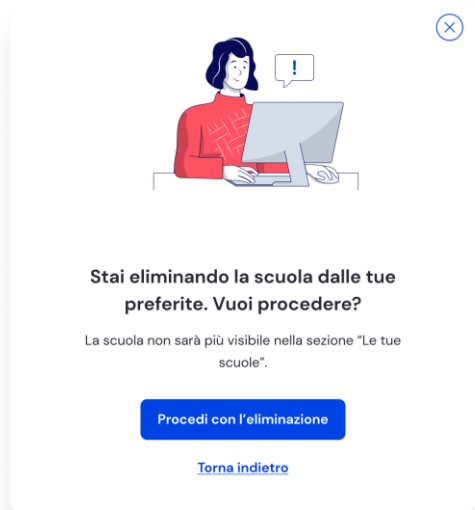 !
Stai eliminando la scuola dalle tue
preferite. Vuoi procedere?
La scuola non sarà più visibile nella sezione “Le tue
scuole”.
Procedi con l’eliminazione
Torna indietro